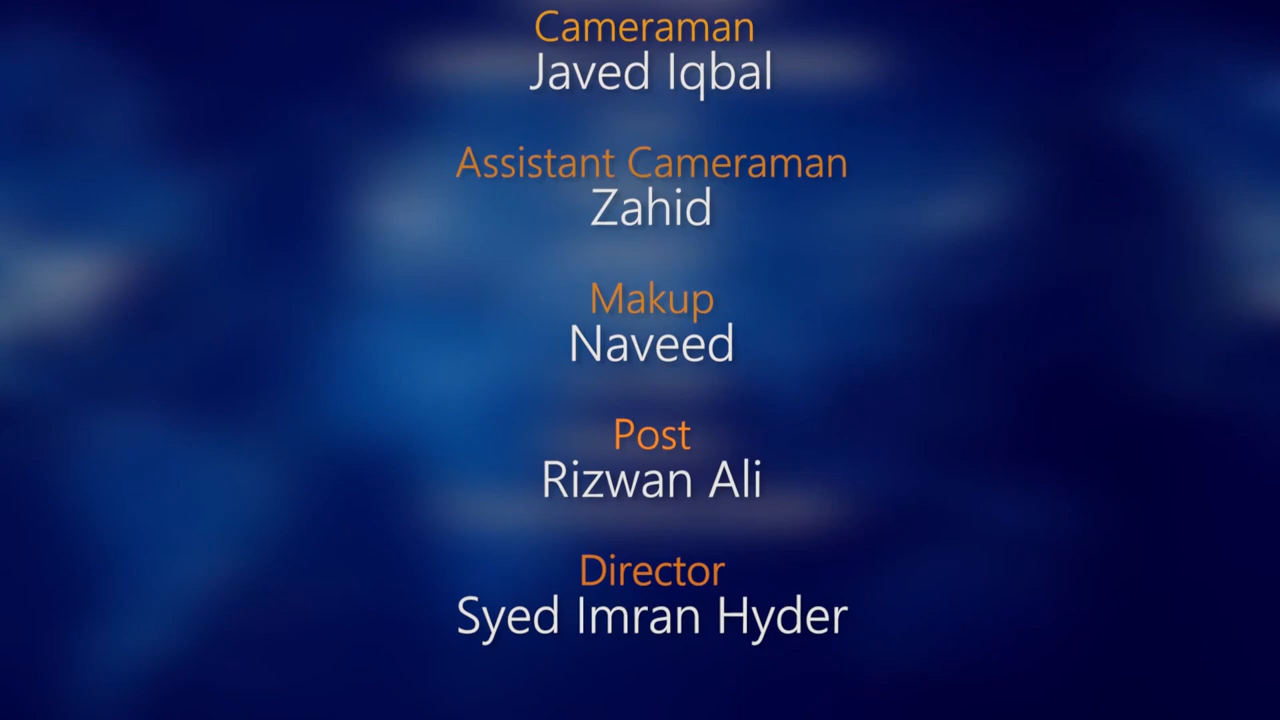 Cameraman
Javed Iqbal
Assistant Cameraman
Zahid
Makup
Naveed
Post
Rizwan Ali
Director
Syed Imran Hyder